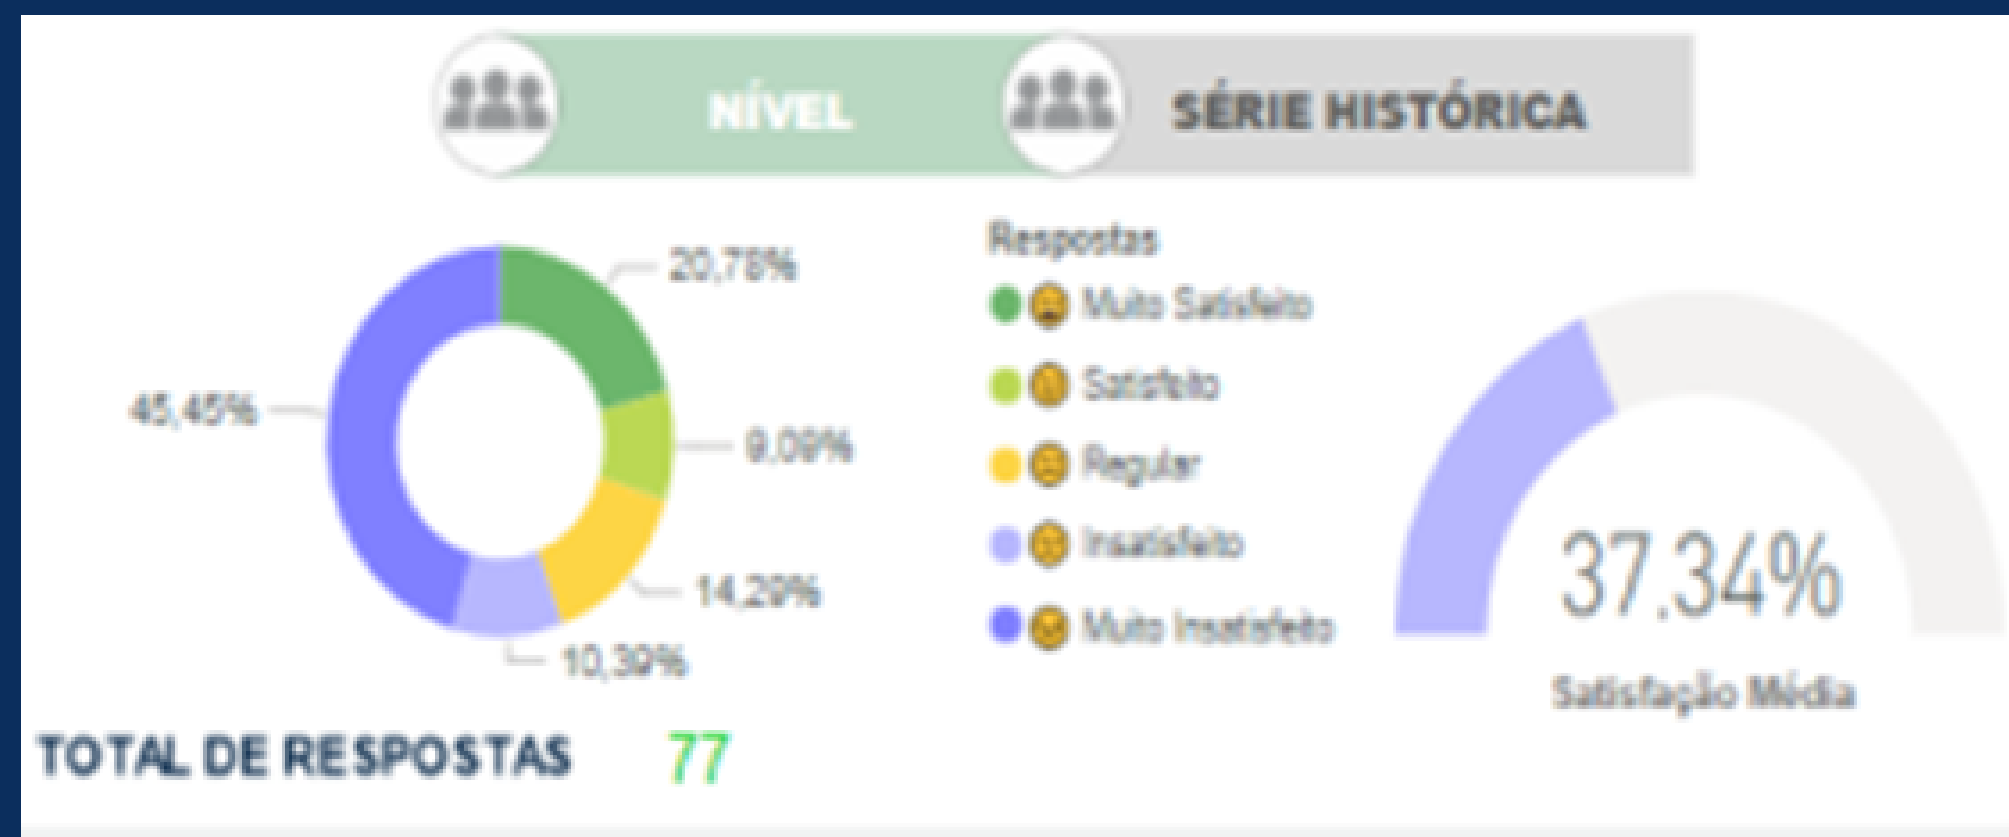 NÍVEL
SÉRIE HISTÓRICA
20,78%
45,45%
9,09%
14,29%
10,39%
Respostas
Muito Satisfeito
Satisfeito
Regular
Insatisfeito
Muito Insatisfeito
37,34%
Satisfação Média
TOTAL DE RESPOSTAS 77